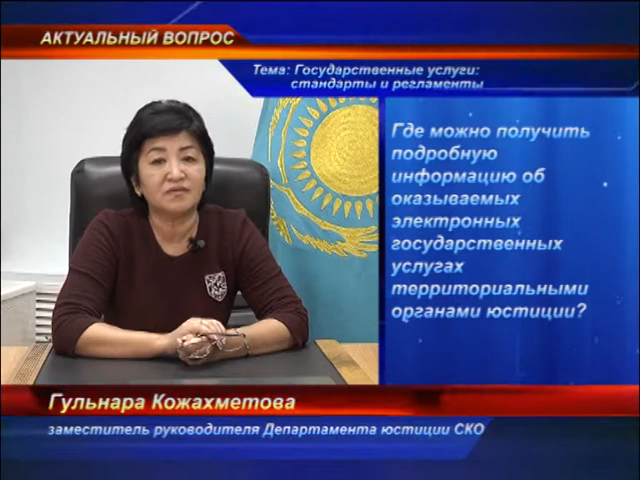 АКТУАЛЬНЫЙ ВОПРОС
Тема: Государственные услуги:
стандарты и регламенты
Где можно получить
подробную
информацию об
оказываемых
электронных
государственных
услугах
территориальными
органами юстиции?
Гульнара Кожахметова
заместитель руководителя Департамента юстиции СКО